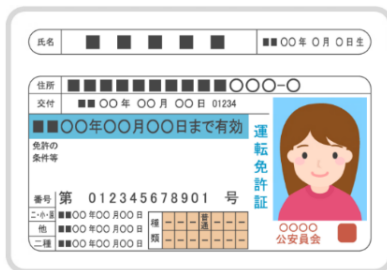 氏名 ■ ■ ■ ■ ■ ■■〇〇年〇月〇日生
住所 ■■■■■■■■■■〇〇〇-〇
交付 ■■〇〇年〇〇月〇〇日 01234
■■〇〇年〇〇月〇〇日まで有効
運転免許証
免許の
条件等
番号 第 012345678901 号
二・小・原 ■■〇〇年〇〇月〇〇日
他 ■■〇〇年〇〇月〇〇日
二種 ■■〇〇年〇〇月〇〇日
種類
普通
〇〇〇〇
公安員会